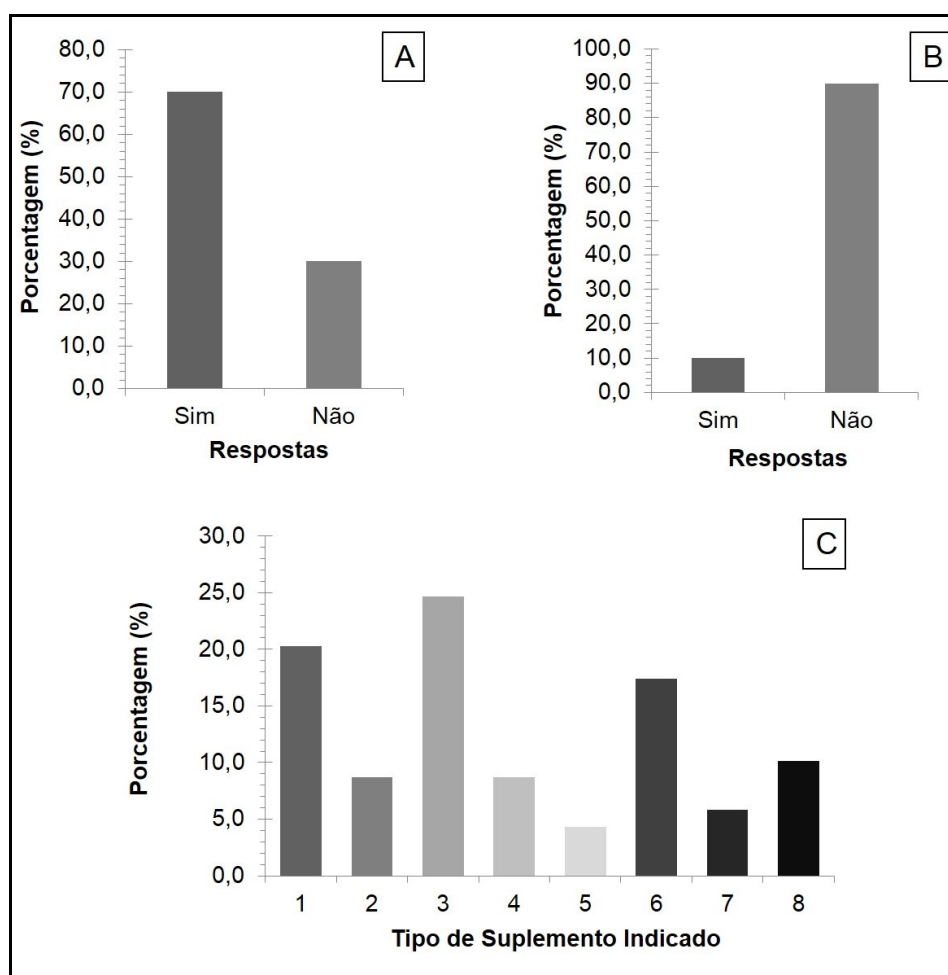 A
Porcentagem (%)
80,0
70,0
60,0
50,0
40,0
30,0
20,0
10,0
0,0
Sim Não
Respostas
B
Porcentagem (%)
100,0
90,0
80,0
70,0
60,0
50,0
40,0
30,0
20,0
10,0
0,0
Sim Não
Respostas
C
Porcentagem (%)
30,0
25,0
20,0
15,0
10,0
5,0
0,0
1 2 3 4 5 6 7 8
Tipo de Suplemento Indicado